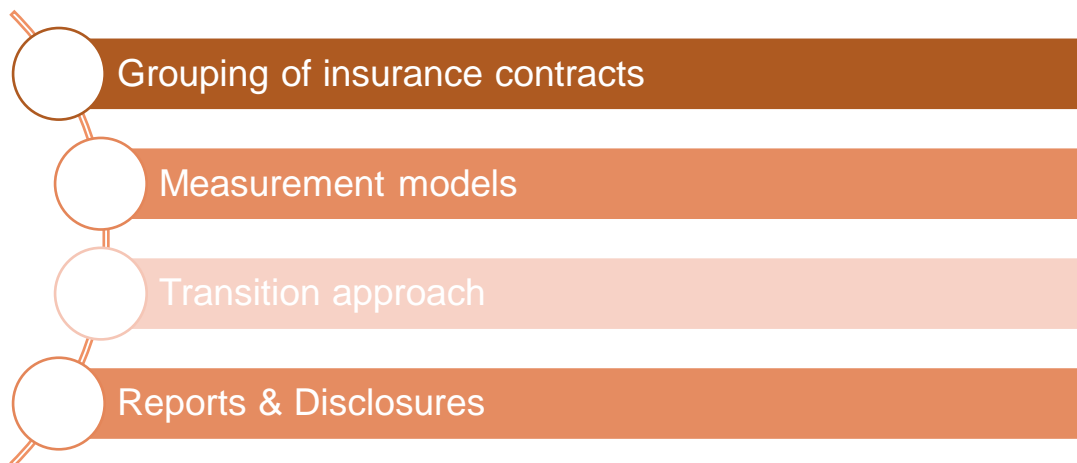 Grouping of insurance contracts
Measurement models
Transition approach
Reports & Disclosures